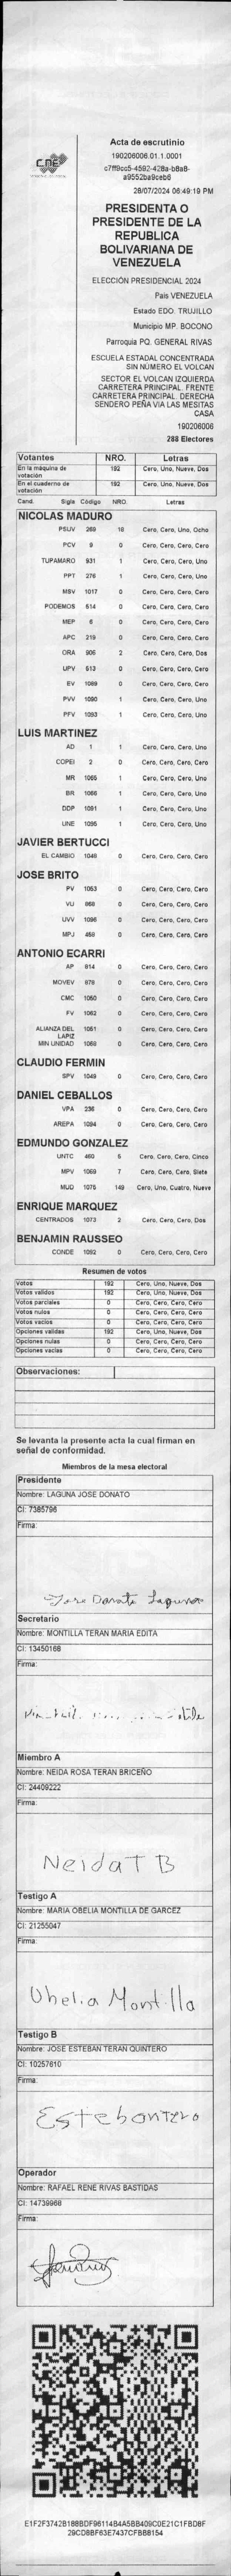 CNE
Acta de escrutinio
190206006.01.1.0001
c7ff9cc5-4592-428a-b8a8-
a9552ba9ceb6
28/07/2024 06:49:19 PM
PRESIDENTA O
PRESIDENTE DE LA
REPUBLICA
BOLIVARIANA DE
VENEZUELA
ELECCIÓN PRESIDENCIAL 2024
País VENEZUELA
Estado EDO. TRUJILLO
Municipio MP. BOCONO
Parroquia PQ. GENERAL RIVAS
ESCUELA ESTADAL CONCENTRADA
SIN NÚMERO EL VOLCAN
SECTOR EL VOLCAN IZQUIERDA
CARRETERA PRINCIPAL. FRENTE
CARRETERA PRINCIPAL. DERECHA
SENDERO PEÑA VIA LAS MESITAS
CASA
190206006
288 Electores
Votantes NRO. Letras
En la máquina de votación 192 Cero, Uno, Nueve, Dos
En el cuaderno de votación 192 Cero, Uno, Nueve, Dos
Cand. Sigla Código NRO. Letras
NICOLAS MADURO
PSUV 269 18 Cero, Cero, Uno, Ocho
PCV 9 0 Cero, Cero, Cero, Cero
TUPAMARO 931 1 Cero, Cero, Cero, Uno
PPT 276 1 Cero, Cero, Cero, Uno
MSV 1017 0 Cero, Cero, Cero, Cero
PODEMOS 514 0 Cero, Cero, Cero, Cero
MEP 6 0 Cero, Cero, Cero, Cero
APC 219 0 Cero, Cero, Cero, Cero
ORA 906 2 Cero, Cero, Cero, Dos
UPV 513 0 Cero, Cero, Cero, Cero
EV 1089 0 Cero, Cero, Cero, Cero
PVV 1090 1 Cero, Cero, Cero, Uno
PFV 1093 1 Cero, Cero, Cero, Uno
LUIS MARTINEZ
AD 1 1 Cero, Cero, Cero, Uno
COPEI 2 0 Cero, Cero, Cero, Cero
MR 1065 1 Cero, Cero, Cero, Uno
BR 1066 1 Cero, Cero, Cero, Uno
DDP 1091 1 Cero, Cero, Cero, Uno
UNE 1095 1 Cero, Cero, Cero, Uno
JAVIER BERTUCCI
EL CAMBIO 1046 0 Cero, Cero, Cero, Cero
JOSE BRITO
PV 1053 0 Cero, Cero, Cero, Cero
VU 868 0 Cero, Cero, Cero, Cero
UVV 1096 0 Cero, Cero, Cero, Cero
MPJ 459 0 Cero, Cero, Cero, Cero
ANTONIO ECARRI
AP 814 0 Cero, Cero, Cero, Cero
MOVEV 878 0 Cero, Cero, Cero, Cero
CMC 1050 0 Cero, Cero, Cero, Cero
FV 1062 0 Cero, Cero, Cero, Cero
ALIANZA DEL LAPIZ 1051 0 Cero, Cero, Cero, Cero
MIN UNIDAD 1059 0 Cero, Cero, Cero, Cero
CLAUDIO FERMIN
SPV 1049 0 Cero, Cero, Cero, Cero
DANIEL CEBALLOS
VPA 236 0 Cero, Cero, Cero, Cero
AREPA 1094 0 Cero, Cero, Cero, Cero
EDMUNDO GONZALEZ
UNTC 460 5 Cero, Cero, Cero, Cinco
MPV 1069 7 Cero, Cero, Cero, Siete
MUD 1075 149 Cero, Uno, Cuatro, Nueve
ENRIQUE MARQUEZ
CENTRADOS 1073 2 Cero, Cero, Cero, Dos
BENJAMIN RAUSSEO
CONDE 1092 0 Cero, Cero, Cero, Cero
Resumen de votos
Votos 192 Cero, Uno, Nueve, Dos
Votos validos 192 Cero, Uno, Nueve, Dos
Votos parciales 0 Cero, Cero, Cero, Cero
Votos nulos 0 Cero, Cero, Cero, Cero
Votos vacios 0 Cero, Cero, Cero, Cero
Opciones validas 192 Cero, Uno, Nueve, Dos
Opciones nulas 0 Cero, Cero, Cero, Cero
Opciones vacías 0 Cero, Cero, Cero, Cero
Observaciones:
Se levanta la presente acta la cual firman en
señal de conformidad.
Miembros de la mesa electoral
Presidente
Nombre: LAGUNA JOSE DONATO
CI: 7385796
Firma:
Jose Donato Laguna
Secretario
Nombre: MONTILLA TERAN MARIA EDITA
CI: 13450168
Firma:
Miembro A
Nombre: NEIDA ROSA TERAN BRICEÑO
CI: 24409222
Firma:
Neida T B
Testigo A
Nombre: MARIA OBELIA MONTILLA DE GARCEZ
CI: 21255047
Firma:
Obelia Montilla
Testigo B
Nombre: JOSE ESTEBAN TERAN QUINTERO
CI: 10257610
Firma:
Operador
Nombre: RAFAEL RENE RIVAS BASTIDAS
CI: 14739968
Firma:
E1F2F3742B188BDF96114B4A5BB409C0E21C1FBD8F
29CD8BF63E7437CFBB8154